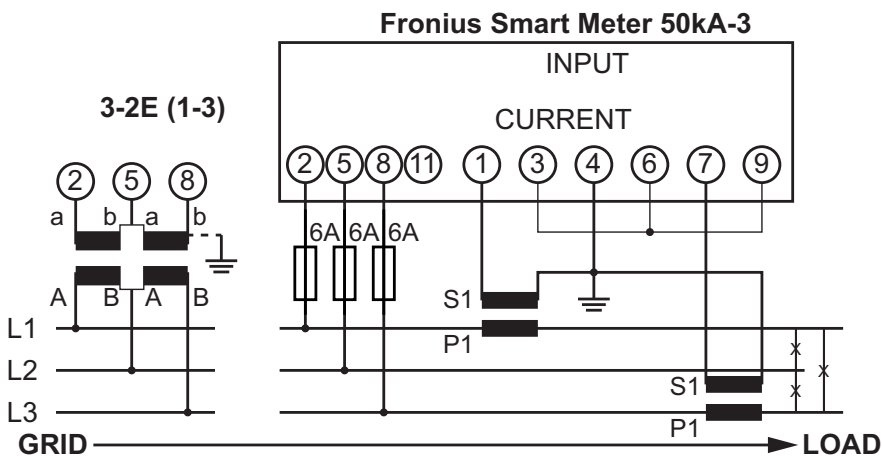 Fronius Smart Meter 50kA-3
INPUT
3-2E (1-3)
CURRENT
2 5 8 11 1 3 4 6 7 9
2 5 8
a b a b
6A 6A 6A
A B A B
S1
L1
P1
x
L2
x
S1
x
L3
P1
GRID LOAD